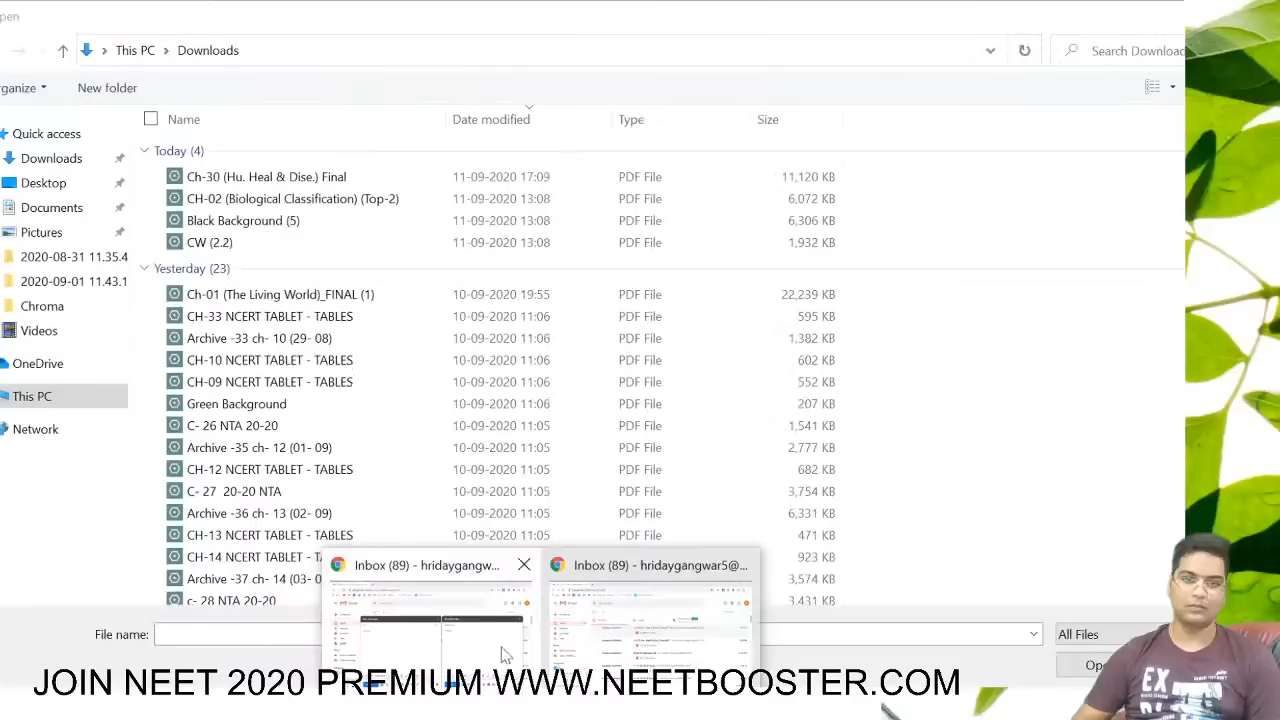 pen
This PC > Downloads
Search Downloac
rganize
New folder
Name
Date modified
Type
Size
Quick access
Downloads
Desktop
Documents
Pictures
2020-08-31 11.35.4
2020-09-01 11.43.1
Chroma
Videos
OneDrive
This PC
Network
Today (4)
Ch-30 (Hu. Heal & Dise.) Final 11-09-2020 17:09 PDF File 11,120 KB
CH-02 (Biological Classification) (Top-2) 11-09-2020 13:08 PDF File 6,072 KB
Black Background (5) 11-09-2020 13:08 PDF File 6,306 KB
CW (2.2) 11-09-2020 13:08 PDF File 1,932 KB
Yesterday (23)
Ch-01 (The Living World)_FINAL (1) 10-09-2020 19:55 PDF File 22,239 KB
CH-33 NCERT TABLET - TABLES 10-09-2020 11:06 PDF File 595 KB
Archive -33 ch- 10 (29- 08) 10-09-2020 11:06 PDF File 1,382 KB
CH-10 NCERT TABLET - TABLES 10-09-2020 11:06 PDF File 602 KB
CH-09 NCERT TABLET - TABLES 10-09-2020 11:06 PDF File 552 KB
Green Background 10-09-2020 11:06 PDF File 207 KB
C- 26 NTA 20-20 10-09-2020 11:05 PDF File 1,541 KB
Archive -35 ch- 12 (01- 09) 10-09-2020 11:05 PDF File 2,777 KB
CH-12 NCERT TABLET - TABLES 10-09-2020 11:05 PDF File 682 KB
C- 27 20-20 NTA 10-09-2020 11:05 PDF File 3,754 KB
Archive -36 ch- 13 (02- 09) 10-09-2020 11:05 PDF File 6,331 KB
CH-13 NCERT TABLET - TABLES 10-09-2020 11:05 PDF File 471 KB
CH-14 NCERT T 923 KB
Archive -37 ch- 14 (03- 0 3,574 KB
c- 28 NTA 20-20 3,431 KB
Inbox (89) - hridaygangw...
Inbox (89) - hridaygangwar5@...
File name:
All Files
Op
EX
JOIN NEET 2020 PREMIUM WWW.NEETBOOSTER.COM